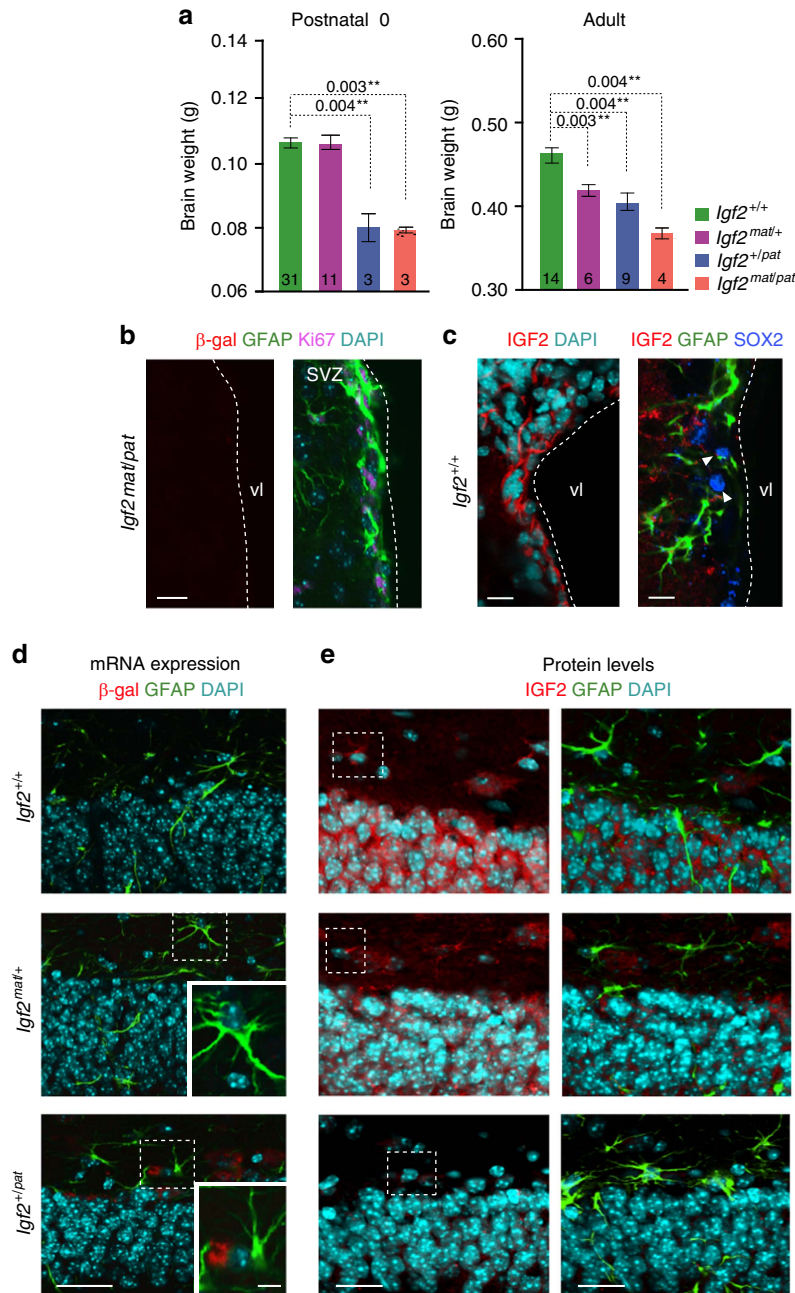 a
Postnatal 0
Adult
Brain weight (g)
0.14
0.12
0.10
0.08
0.06
0.003**
0.004**
31
11
3
3
Brain weight (g)
0.60
0.50
0.40
0.30
0.004**
0.004**
0.003**
14
6
9
4
Igf2+/+
Igf2mat/+
Igf2+/pat
Igf2mat/pat
b
β-gal GFAP Ki67 DAPI
Igf2mat/pat
vl
SVZ
c
IGF2 DAPI
IGF2 GFAP SOX2
Igf2+/+
vl
vl
d
mRNA expression
β-gal GFAP DAPI
e
Protein levels
IGF2 GFAP DAPI
Igf2+/+
Igf2mat/+
Igf2+/pat